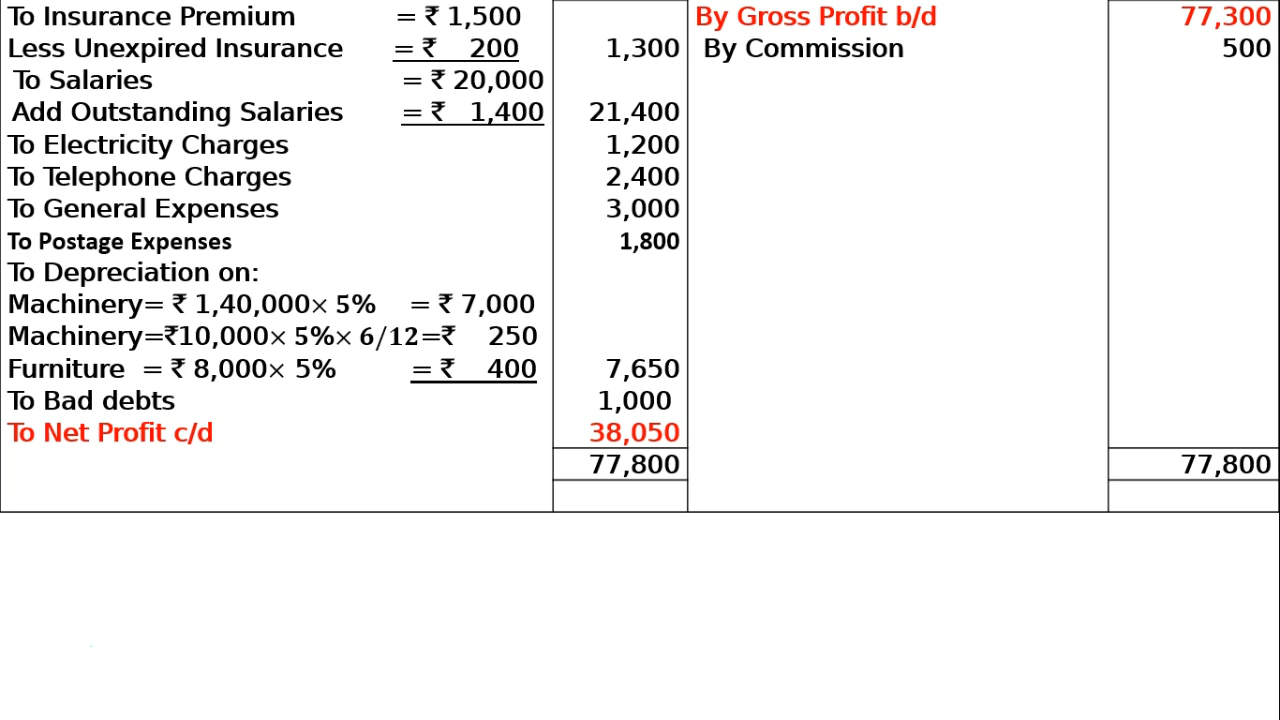 To Insurance Premium = ₹ 1,500 By Gross Profit b/d 77,300
Less Unexpired Insurance = ₹ 200 1,300 By Commission 500
To Salaries = ₹ 20,000
Add Outstanding Salaries = ₹ 1,400 21,400
To Electricity Charges 1,200
To Telephone Charges 2,400
To General Expenses 3,000
To Postage Expenses 1,800
To Depreciation on:
Machinery= ₹ 1,40,000× 5% = ₹ 7,000
Machinery=₹10,000× 5%× 6/12=₹ 250
Furniture = ₹ 8,000× 5% = ₹ 400 7,650
To Bad debts 1,000
To Net Profit c/d 38,050
77,800 77,800